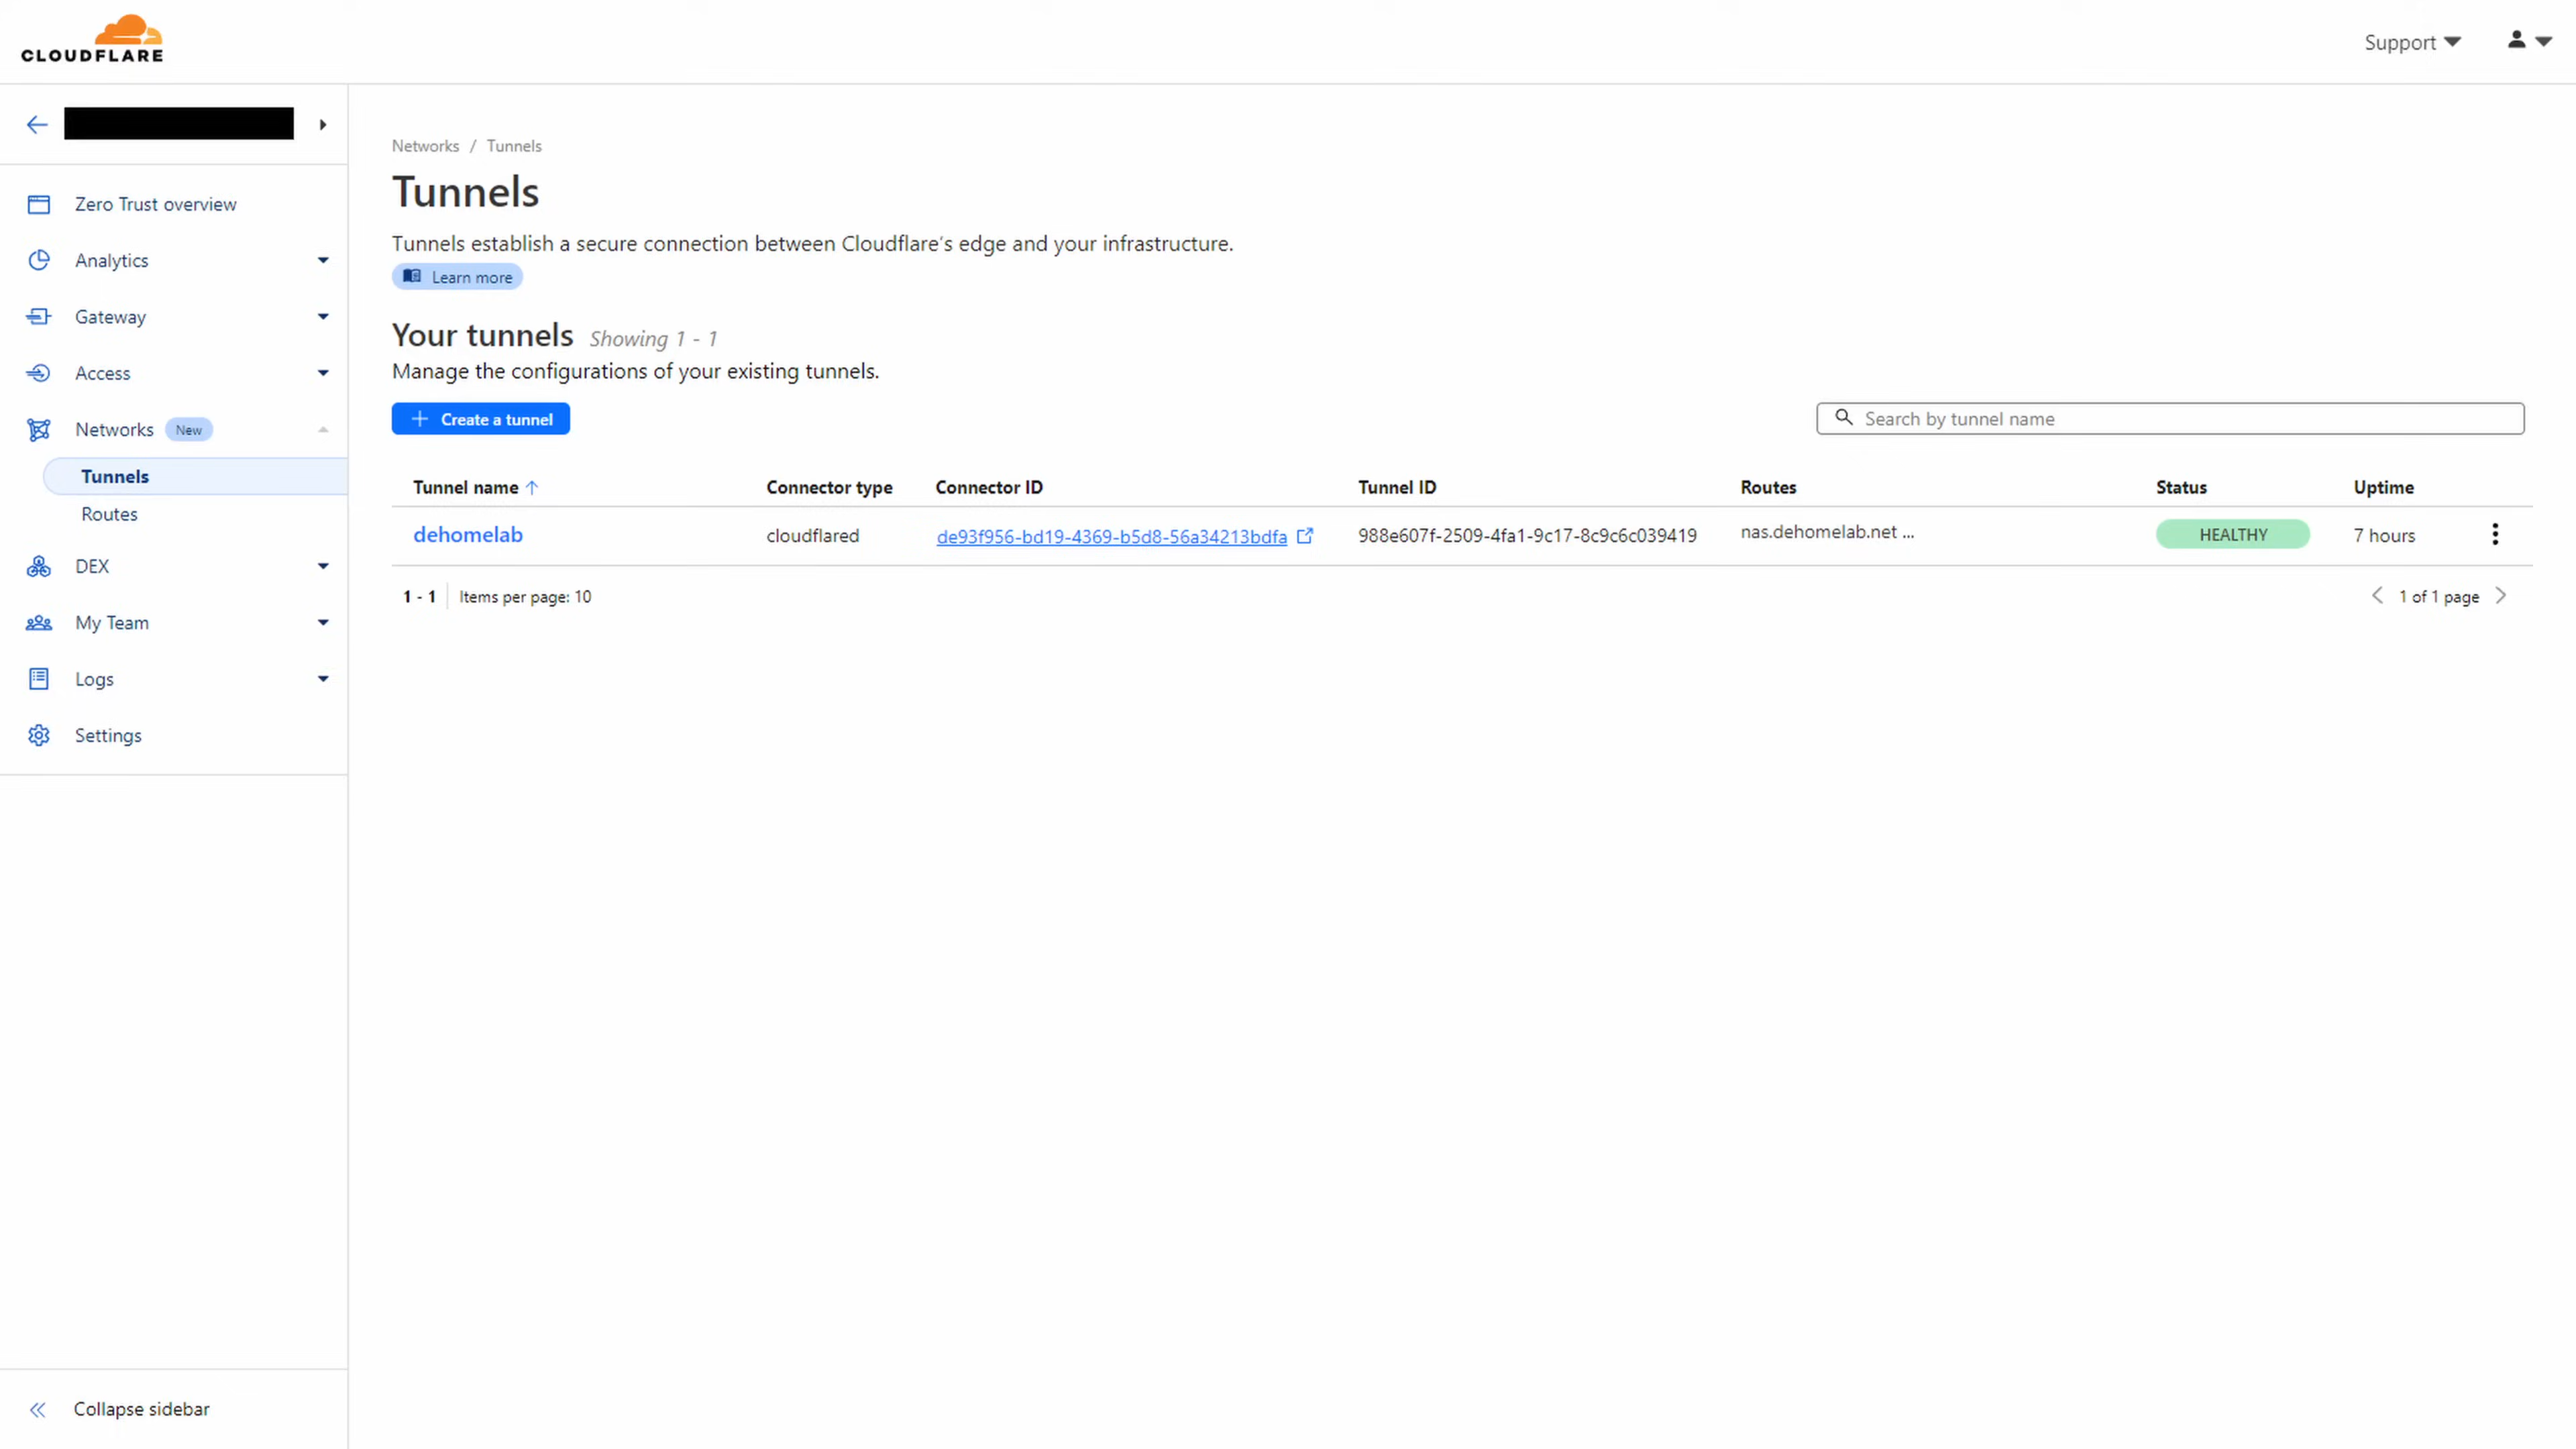 CLOUDFLARE
Support
Zero Trust overview
Analytics
Gateway
Access
Networks New
Tunnels
Routes
DEX
My Team
Logs
Settings
Collapse sidebar
Networks / Tunnels
Tunnels
Tunnels establish a secure connection between Cloudflare's edge and your infrastructure.
Learn more
Your tunnels Showing 1 - 1
Manage the configurations of your existing tunnels.
Create a tunnel
Search by tunnel name
Tunnel name Connector type Connector ID Tunnel ID Routes Status Uptime
dehomelab cloudflared de93f956-bd19-4369-b5d8-56a34213bdfa 988e607f-2509-4fa1-9c17-8c9c6c039419 nas.dehomelab.net ... HEALTHY 7 hours
1 - 1 Items per page: 10 1 of 1 page